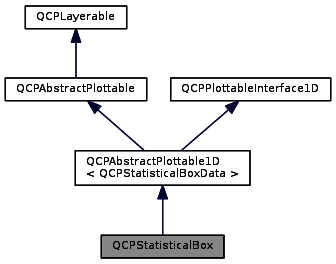 QCPLayerable
QCPAbstractPlottable
QCPPlottableInterface1D
QCPAbstractPlottable1D
< QCPStatisticalBoxData >
QCPStatisticalBox